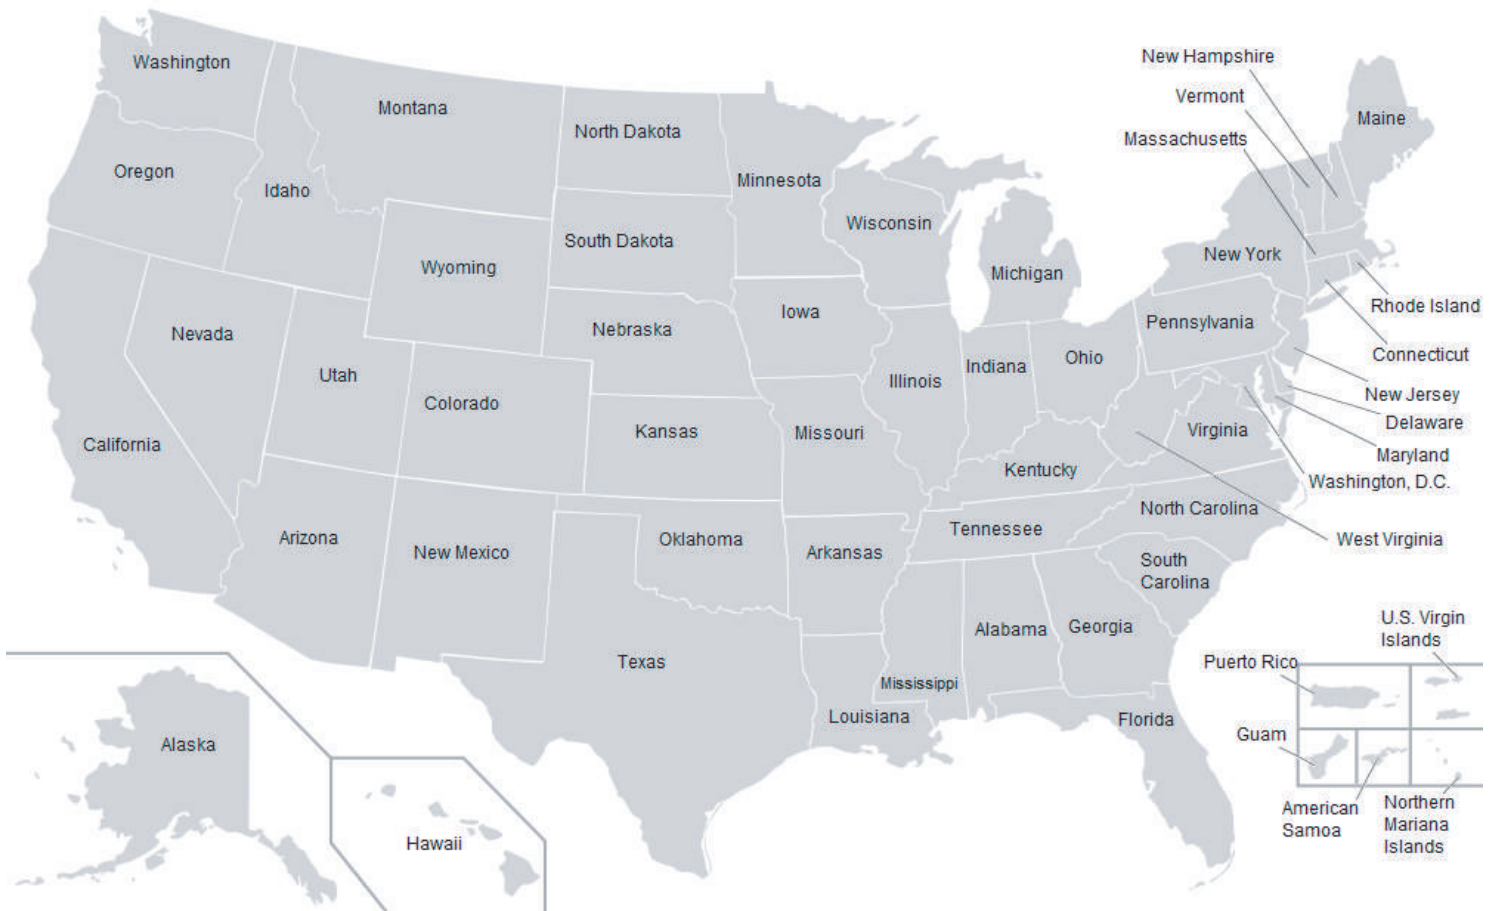 Washington
New Hampshire
Montana
Vermont
Maine
North Dakota
Massachusetts
Oregon
Minnesota
Idaho
Wisconsin
South Dakota
New York
Wyoming
Michigan
Rhode Island
Iowa
Pennsylvania
Nebraska
Nevada
Connecticut
Ohio
Indiana
Utah
Illinois
New Jersey
Colorado
Delaware
Kansas
Missouri
Virginia
California
Maryland
Kentucky
Washington, D.C.
North Carolina
Tennessee
Arizona
Oklahoma
West Virginia
New Mexico
Arkansas
South
Carolina
U.S. Virgin
Islands
Alabama
Georgia
Texas
Puerto Rico
Mississippi
Louisiana
Florida
Guam
Alaska
American
Samoa
Northern
Mariana
Islands
Hawaii